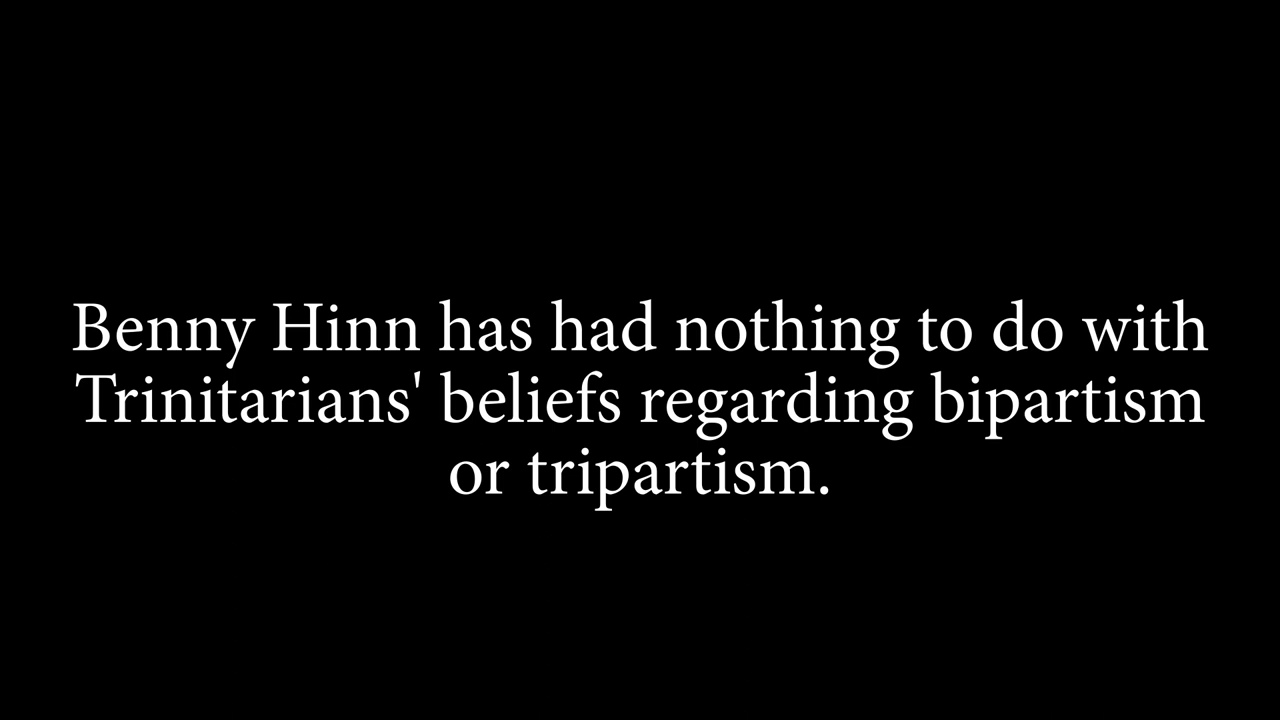 Benny Hinn has had nothing to do with
Trinitarians' beliefs regarding bipartism
or tripartism.